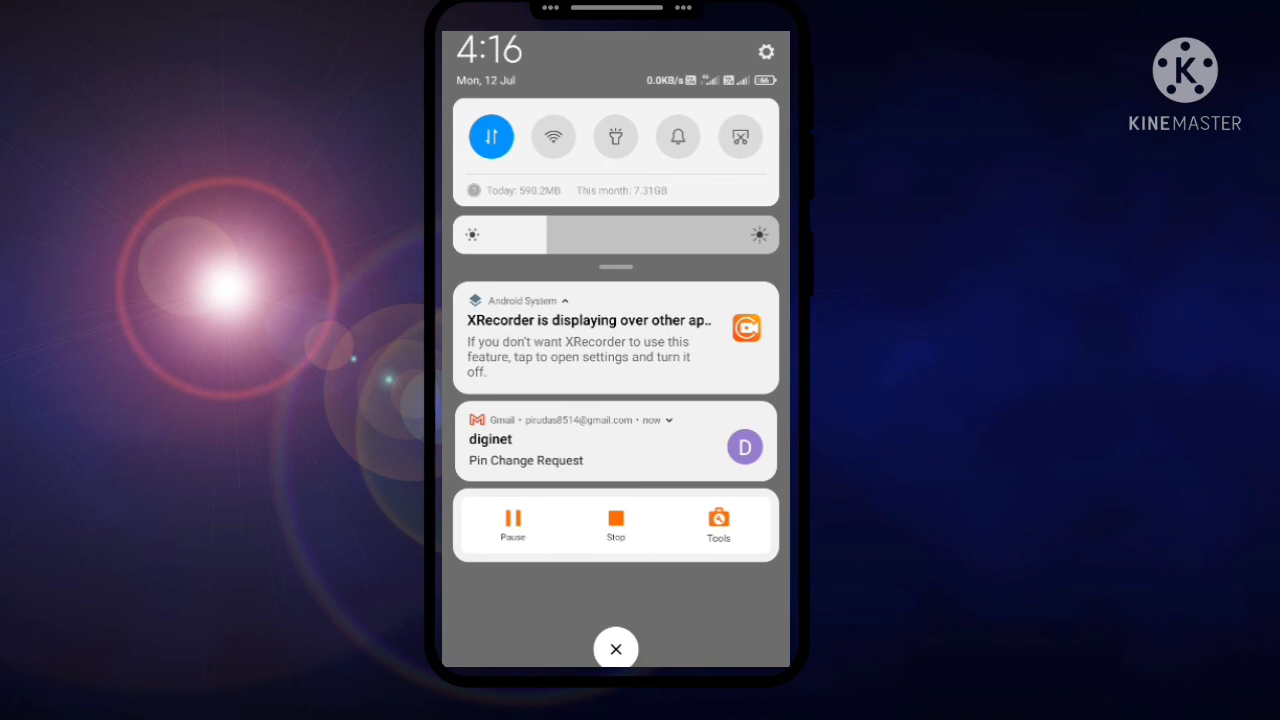 4:16
Mon, 12 Jul
0.0KB/s
66
Today: 590.2MB This month: 7.31GB
Android System
XRecorder is displaying over other ap..
If you don't want XRecorder to use this
feature, tap to open settings and turn it
off.
Gmail • pirudas8514@gmail.com • now
diginet
Pin Change Request
D
Pause Stop Tools
K
KINEMASTER